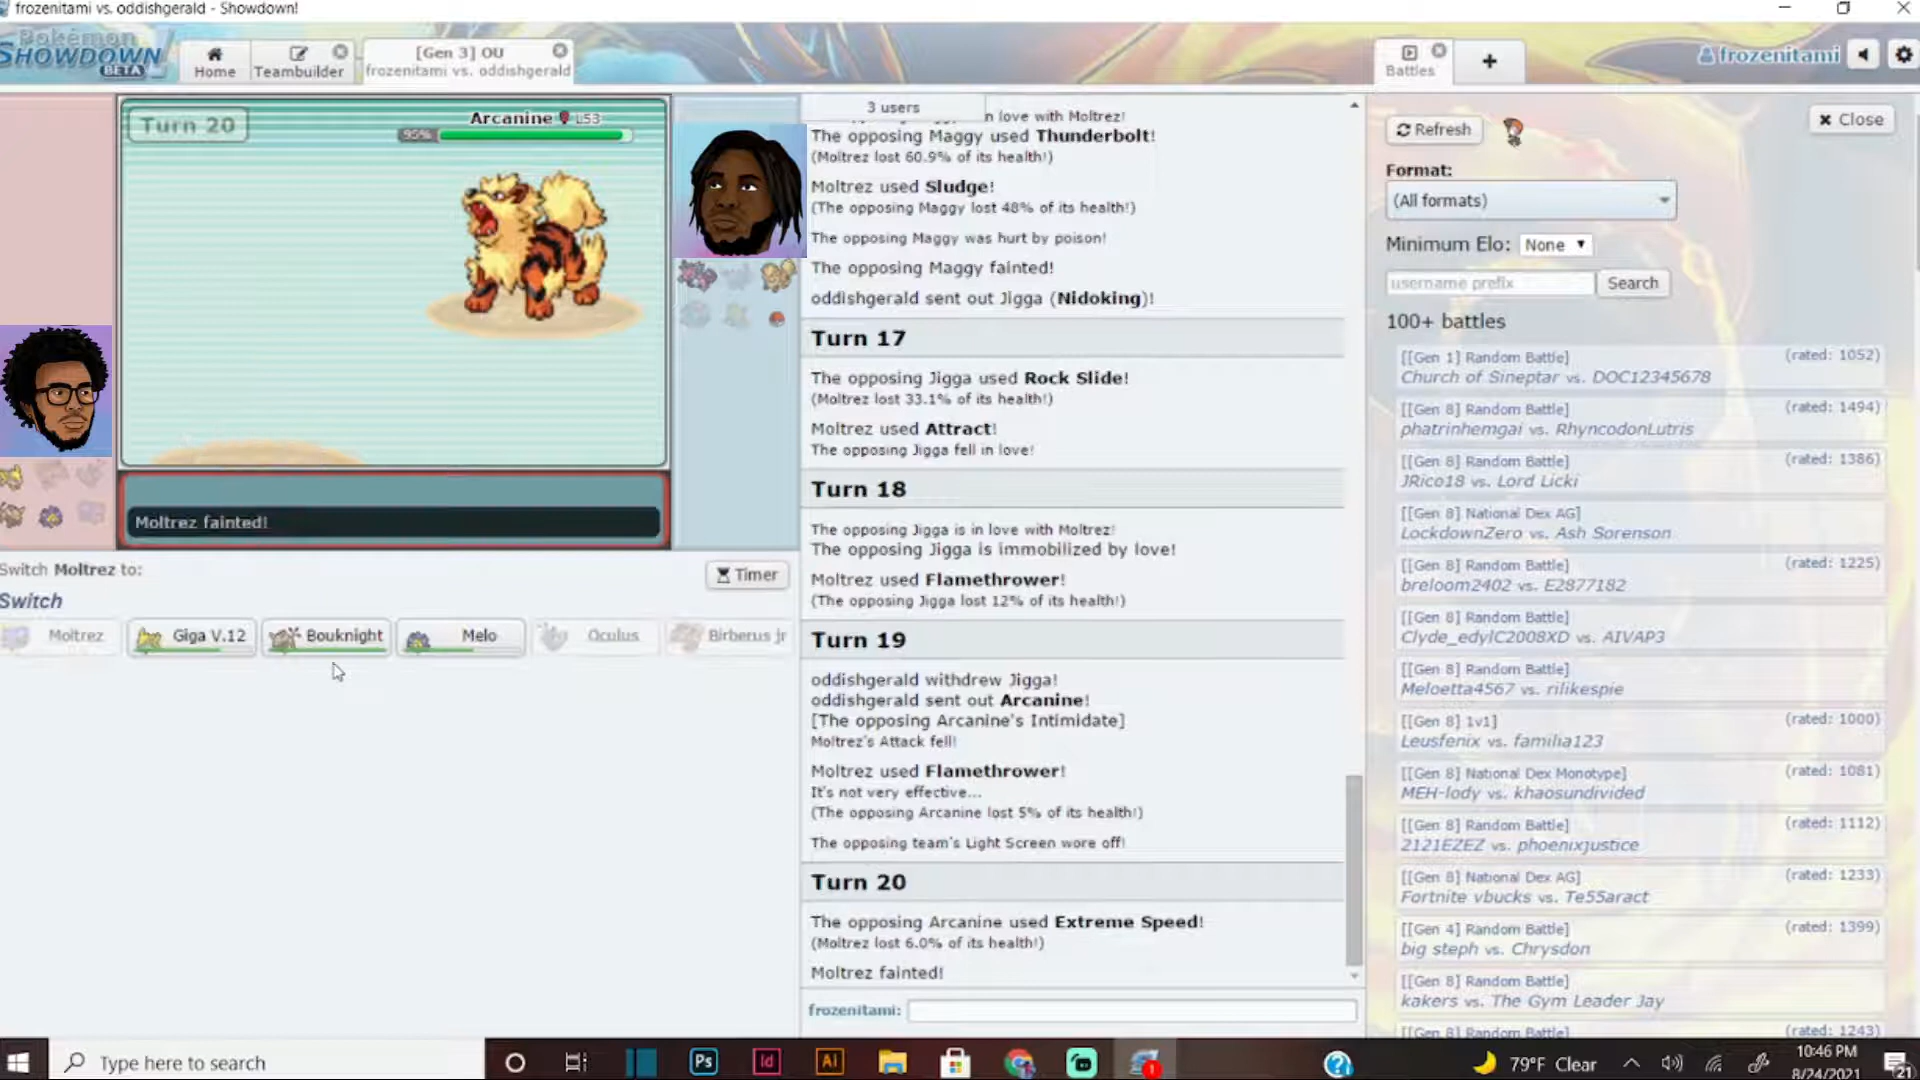 frozenitami vs. oddishgerald - Showdown!
Pokémon
SHOWDOWN
BETA
Home
Teambuilder
[Gen 3] OU
frozenitami vs. oddishgerald
Battles
+
frozenitami
Turn 20
Arcanine L53
95%
Moltrez fainted!
Switch Moltrez to:
Timer
Switch
Moltrez
Giga V.12
Bouknight
Melo
Oculus
Birberus jr
3 users
n love with Moltrez!
The opposing Maggy used Thunderbolt!
(Moltrez lost 60.9% of its health!)
Moltrez used Sludge!
(The opposing Maggy lost 48% of its health!)
The opposing Maggy was hurt by poison!
The opposing Maggy fainted!
oddishgerald sent out Jigga (Nidoking)!
Turn 17
The opposing Jigga used Rock Slide!
(Moltrez lost 33.1% of its health!)
Moltrez used Attract!
The opposing Jigga fell in love!
Turn 18
The opposing Jigga is in love with Moltrez!
The opposing Jigga is immobilized by love!
Moltrez used Flamethrower!
(The opposing Jigga lost 12% of its health!)
Turn 19
oddishgerald withdrew Jigga!
oddishgerald sent out Arcanine!
[The opposing Arcanine's Intimidate]
Moltrez's Attack fell!
Moltrez used Flamethrower!
It's not very effective...
(The opposing Arcanine lost 5% of its health!)
The opposing team's Light Screen wore off!
Turn 20
The opposing Arcanine used Extreme Speed!
(Moltrez lost 6.0% of its health!)
Moltrez fainted!
frozenitami:
Refresh
Close
Format:
(All formats)
Minimum Elo: None
username prefix
Search
100+ battles
[[Gen 1] Random Battle] (rated: 1052)
Church of Sineptar vs. DOC12345678
[[Gen 8] Random Battle] (rated: 1494)
phatrinhemgai vs. RhyncodonLutris
[[Gen 8] Random Battle] (rated: 1386)
JRico18 vs. Lord Licki
[[Gen 8] National Dex AG]
LockdownZero vs. Ash Sorenson
[[Gen 8] Random Battle] (rated: 1225)
breloom2402 vs. E2877182
[[Gen 8] Random Battle]
Clyde_edylC2008XD vs. AIVAP3
[[Gen 8] Random Battle]
Meloetta4567 vs. rilikespie
[[Gen 8] 1v1] (rated: 1000)
Leusfenix vs. familia123
[[Gen 8] National Dex Monotype] (rated: 1081)
MEH-lody vs. khaosundivided
[[Gen 8] Random Battle] (rated: 1112)
2121EZEZ vs. phoenixjustice
[[Gen 8] National Dex AG] (rated: 1233)
Fortnite vbucks vs. Te55aract
[[Gen 4] Random Battle] (rated: 1399)
big steph vs. Chrysdon
[[Gen 8] Random Battle]
kakers vs. The Gym Leader Jay
[[Gen 8] Random Battle] (rated: 1243)
Type here to search
Ps
Id
Ai
1
79°F Clear
10:46 PM
8/24/2021
21